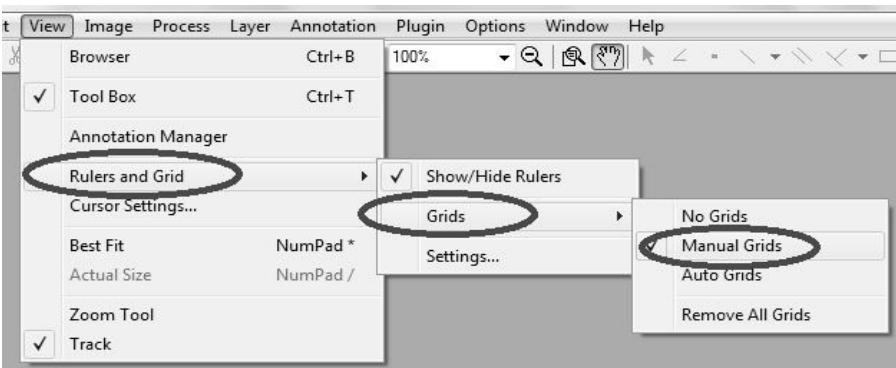 t View Image Process Layer Annotation Plugin Options Window Help
Browser Ctrl+B
100%
Tool Box Ctrl+T
Annotation Manager
Rulers and Grid
Show/Hide Rulers
Cursor Settings...
Grids
No Grids
Best Fit NumPad *
Manual Grids
Settings...
Actual Size NumPad /
Auto Grids
Zoom Tool
Remove All Grids
Track